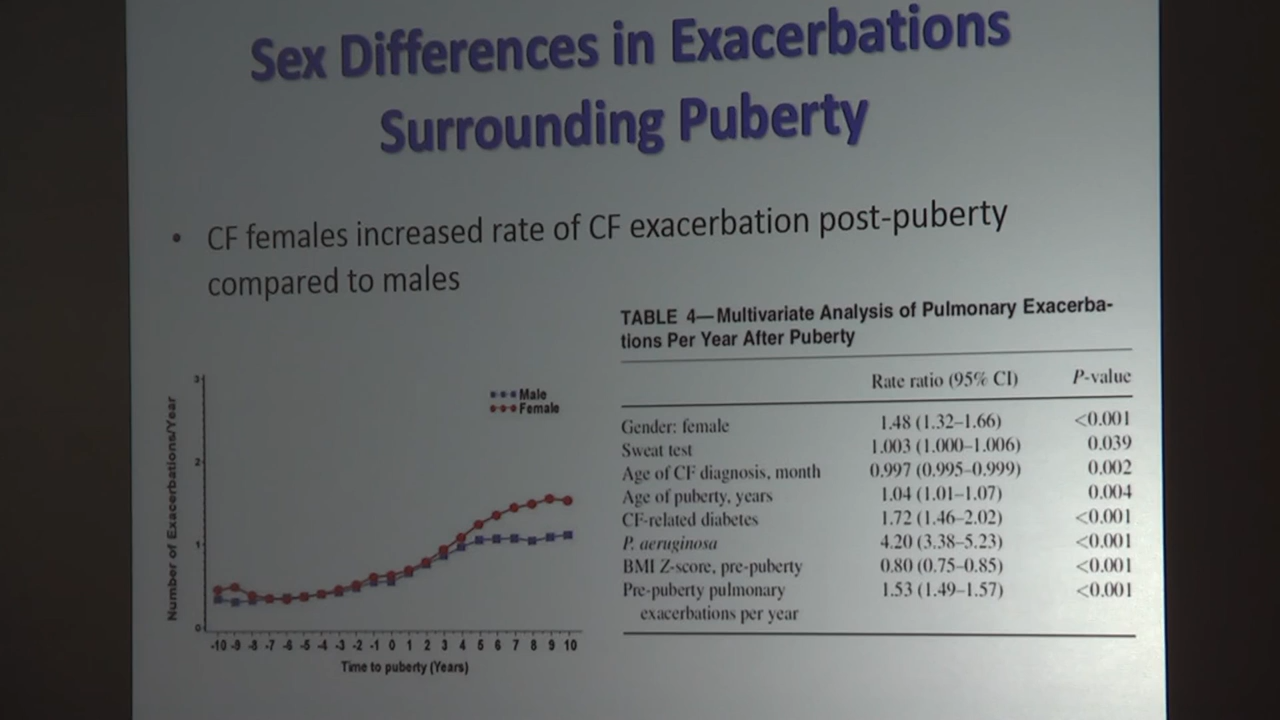 Sex Differences in Exacerbations
Surrounding Puberty
• CF females increased rate of CF exacerbation post-puberty
compared to males
Number of Exacerbations/Year
3
2
1
0
Male
Female
-10 -9 -8 -7 -6 -5 -4 -3 -2 -1 0 1 2 3 4 5 6 7 8 9 10
Time to puberty (Years)
TABLE 4—Multivariate Analysis of Pulmonary Exacerba-
tions Per Year After Puberty
Rate ratio (95% CI) P-value
Gender: female 1.48 (1.32–1.66) <0.001
Sweat test 1.003 (1.000–1.006) 0.039
Age of CF diagnosis, month 0.997 (0.995–0.999) 0.002
Age of puberty, years 1.04 (1.01–1.07) 0.004
CF-related diabetes 1.72 (1.46–2.02) <0.001
P. aeruginosa 4.20 (3.38–5.23) <0.001
BMI Z-score, pre-puberty 0.80 (0.75–0.85) <0.001
Pre-puberty pulmonary 1.53 (1.49–1.57) <0.001
exacerbations per year